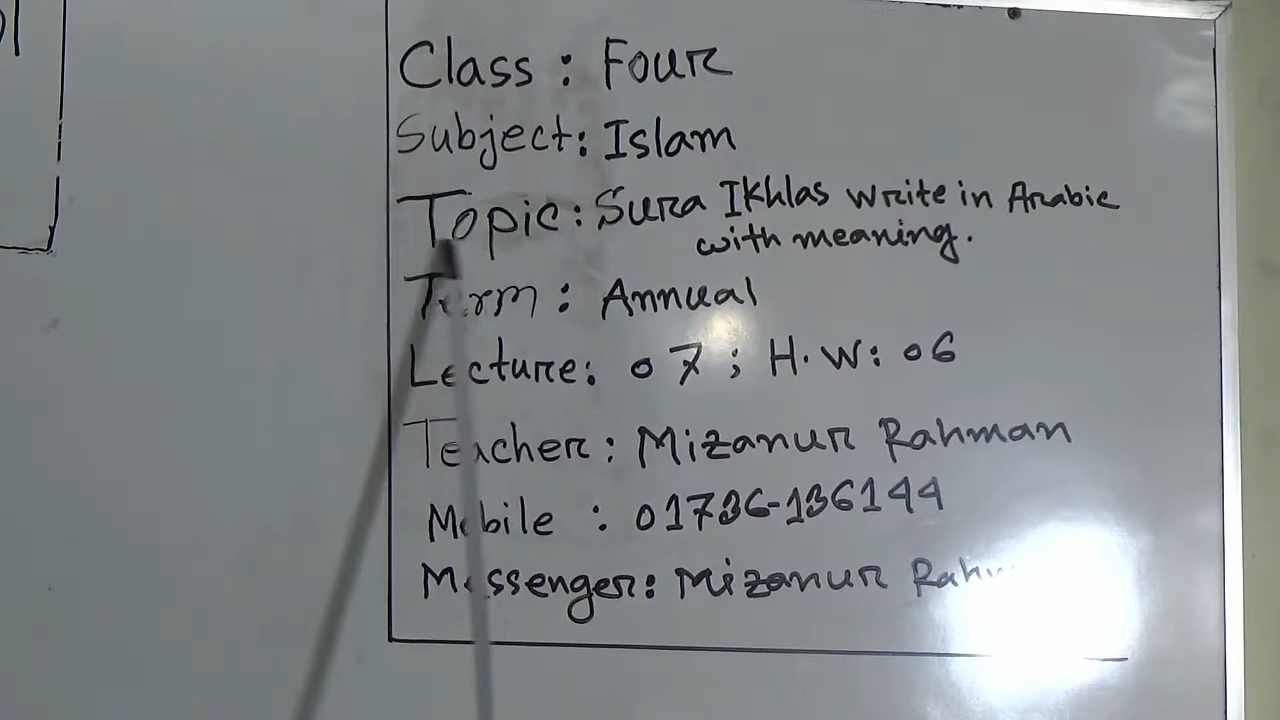 Class : Four
Subject: Islam
Topic: Sura Ikhlas write in Arabic
with meaning.
Term : Annual
Lecture: 07 ; H.W: 06
Teacher: Mizanur Rahman
Mobile : 01736-136144
Messenger: Mizanur